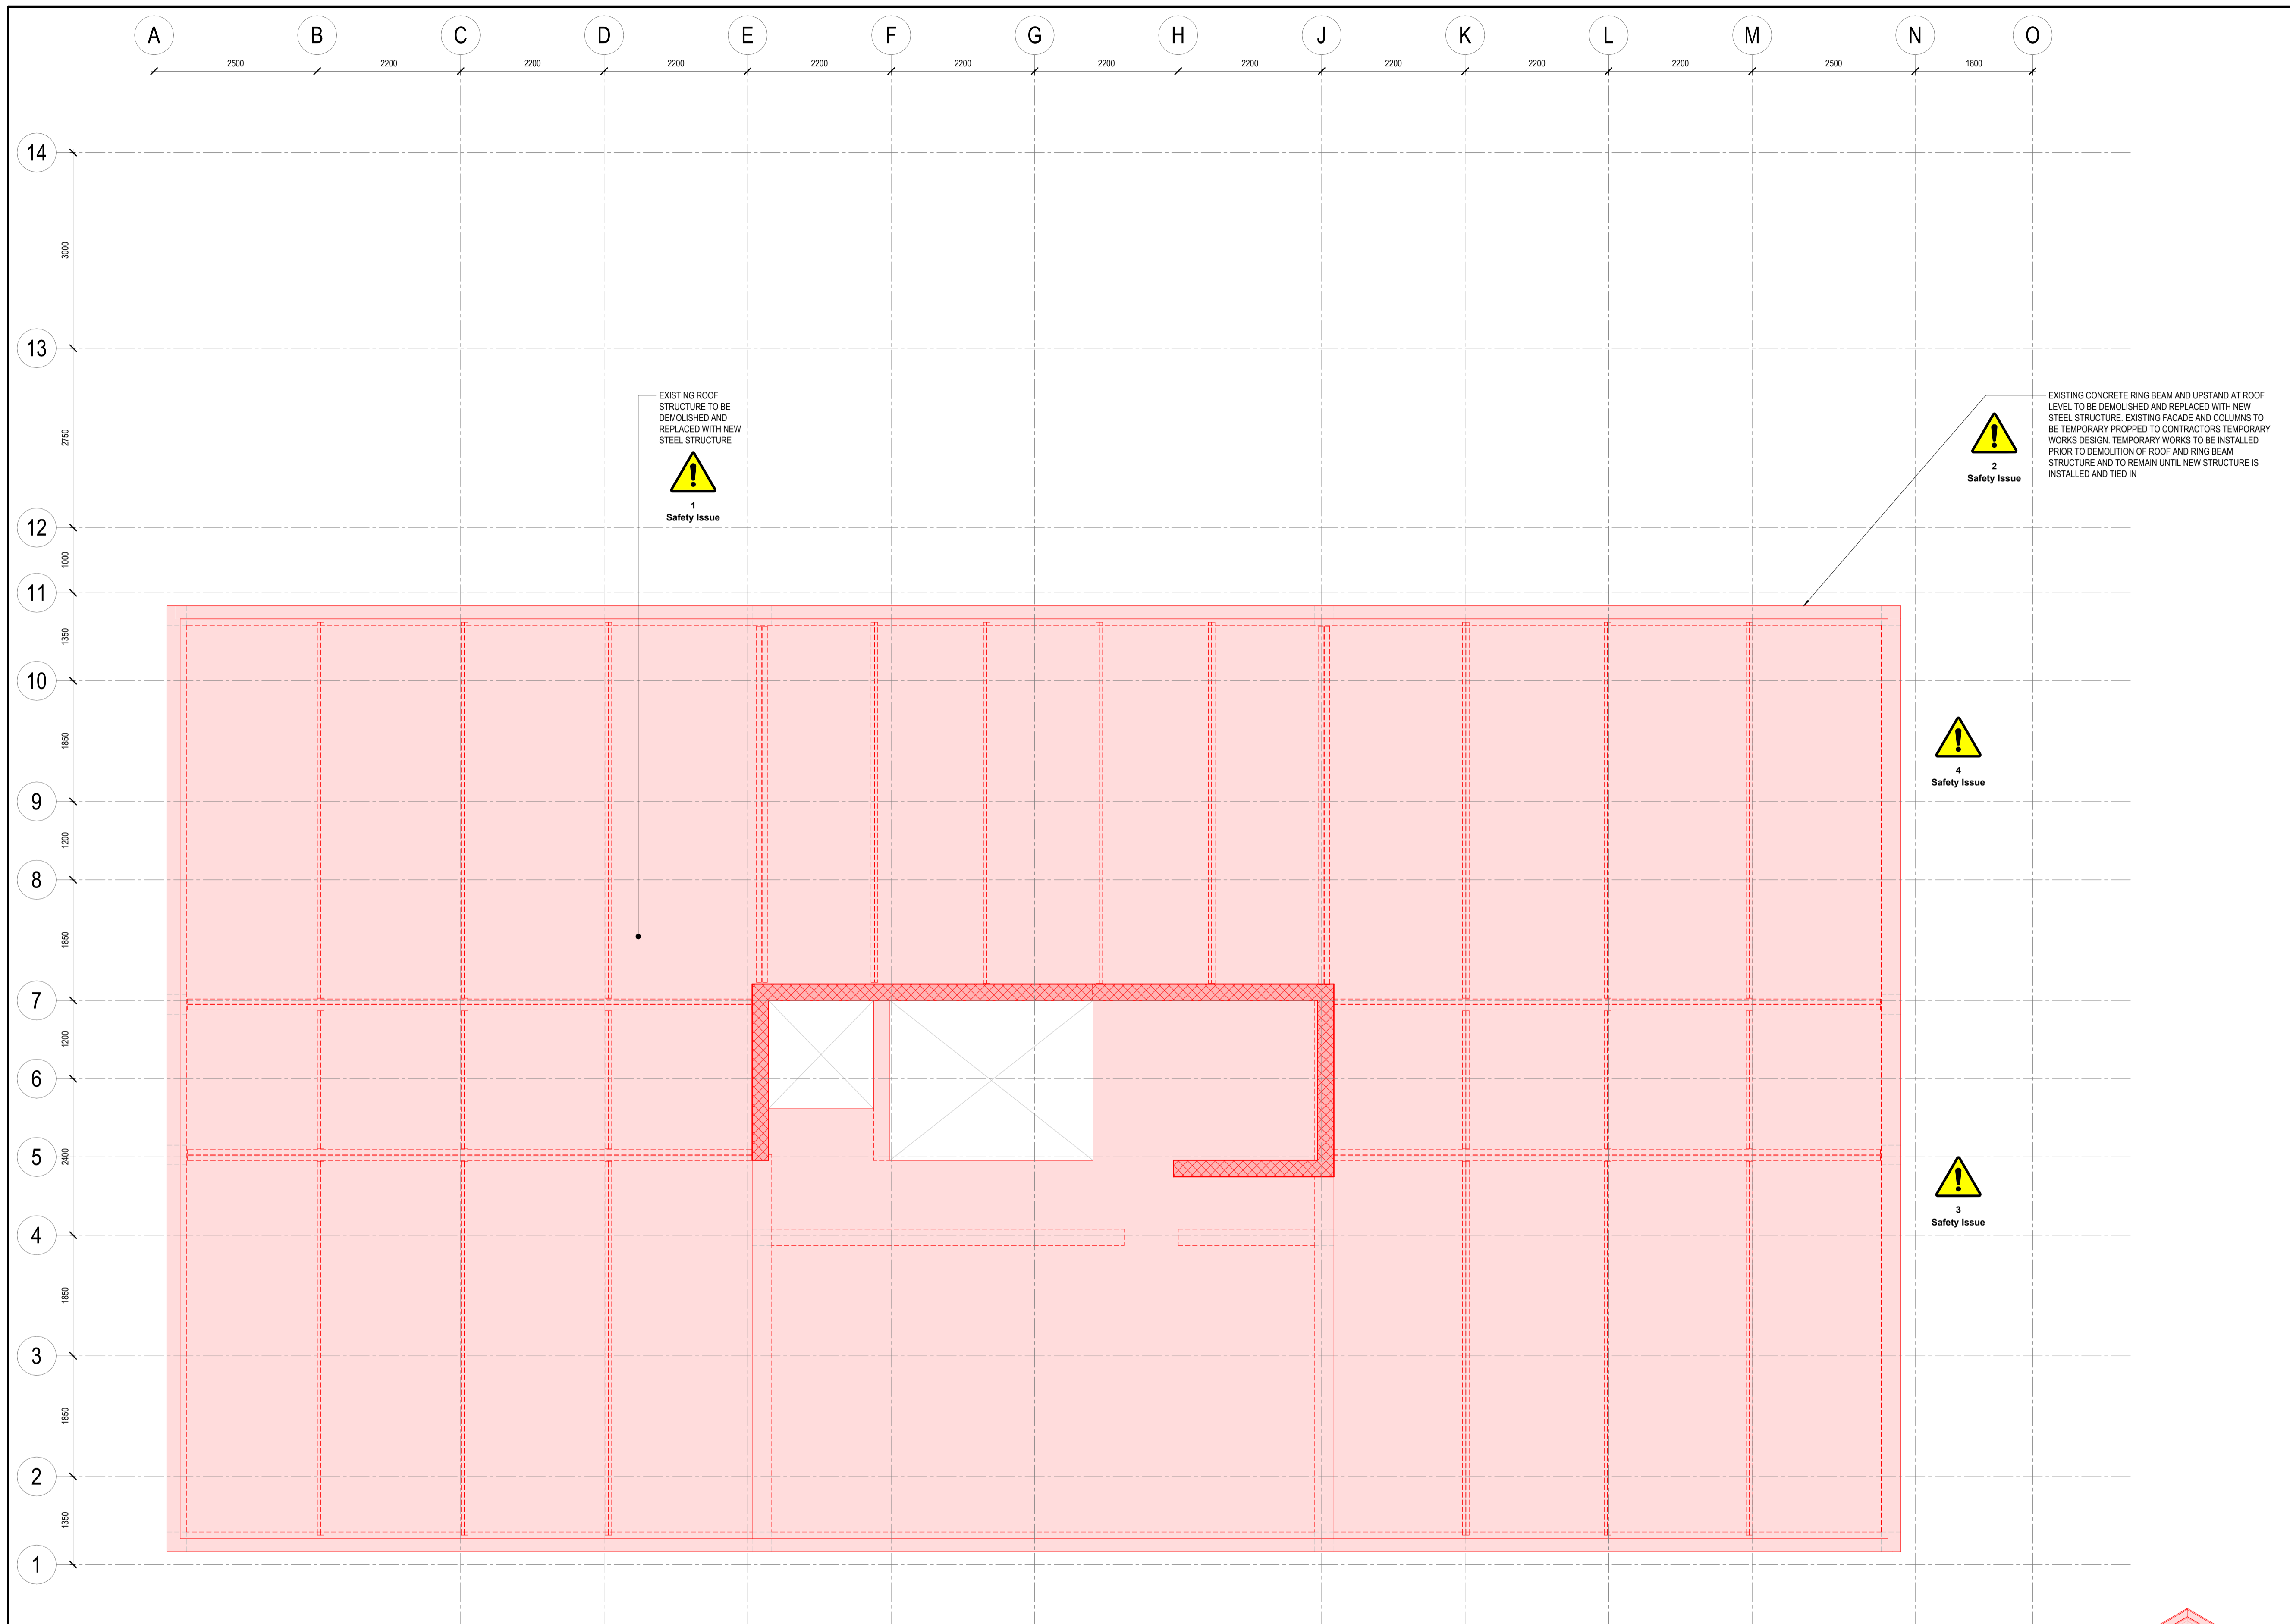 A B C D E F G H J K L M N O
2500 2200 2200 2200 2200 2200 2200 2200 2200 2200 2200 2500 1800
14
3000
13
2750
EXISTING ROOF
STRUCTURE TO BE
DEMOLISHED AND
REPLACED WITH NEW
STEEL STRUCTURE
1
Safety Issue
EXISTING CONCRETE RING BEAM AND UPSTAND AT ROOF
LEVEL TO BE DEMOLISHED AND REPLACED WITH NEW
STEEL STRUCTURE. EXISTING FACADE AND COLUMNS TO
BE TEMPORARY PROPPED TO CONTRACTORS TEMPORARY
WORKS DESIGN. TEMPORARY WORKS TO BE INSTALLED
PRIOR TO DEMOLITION OF ROOF AND RING BEAM
STRUCTURE AND TO REMAIN UNTIL NEW STRUCTURE IS
INSTALLED AND TIED IN
2
Safety Issue
12
1000
11
1350
10
1850
4
Safety Issue
9
1200
8
1850
7
1200
6
5
2400
3
Safety Issue
4
1850
3
1850
2
1350
1